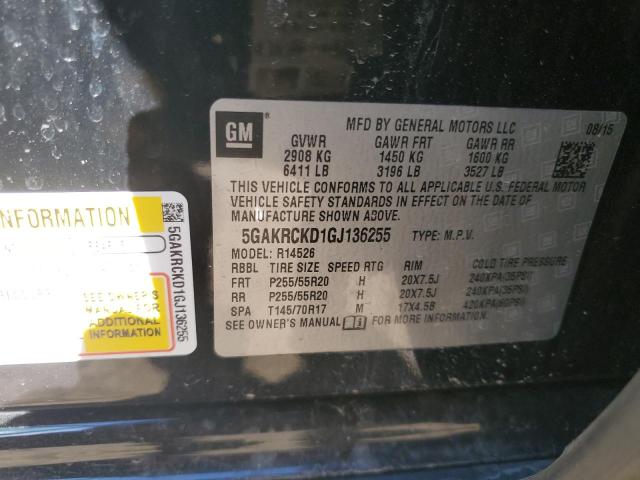 GM
®
MFD BY GENERAL MOTORS LLC 08/15
GVWR GAWR FRT GAWR RR
2908 KG 1450 KG 1600 KG
6411 LB 3196 LB 3527 LB
THIS VEHICLE CONFORMS TO ALL APPLICABLE U.S. FEDERAL MOTOR
VEHICLE SAFETY STANDARDS IN EFFECT ON THE DATE OF
MANUFACTURE SHOWN ABOVE.
5GAKRCKD1GJ136255 TYPE: M.P.V.
MODEL: R14526
RBBL TIRE SIZE SPEED RTG RIM COLD TIRE PRESSURE
FRT P255/55R20 H 20X7.5J 240KPA(35PSI)
RR P255/55R20 H 20X7.5J 240KPA(35PSI)
SPA T145/70R17 M 17X4.5B 420KPA(60PSI)
SEE OWNER'S MANUAL FOR MORE INFORMATION.
NFORMATION
SEE OWNER'S
MANUAL FOR
ADDITIONAL
INFORMATION
5GAKRCKD1GJ136255